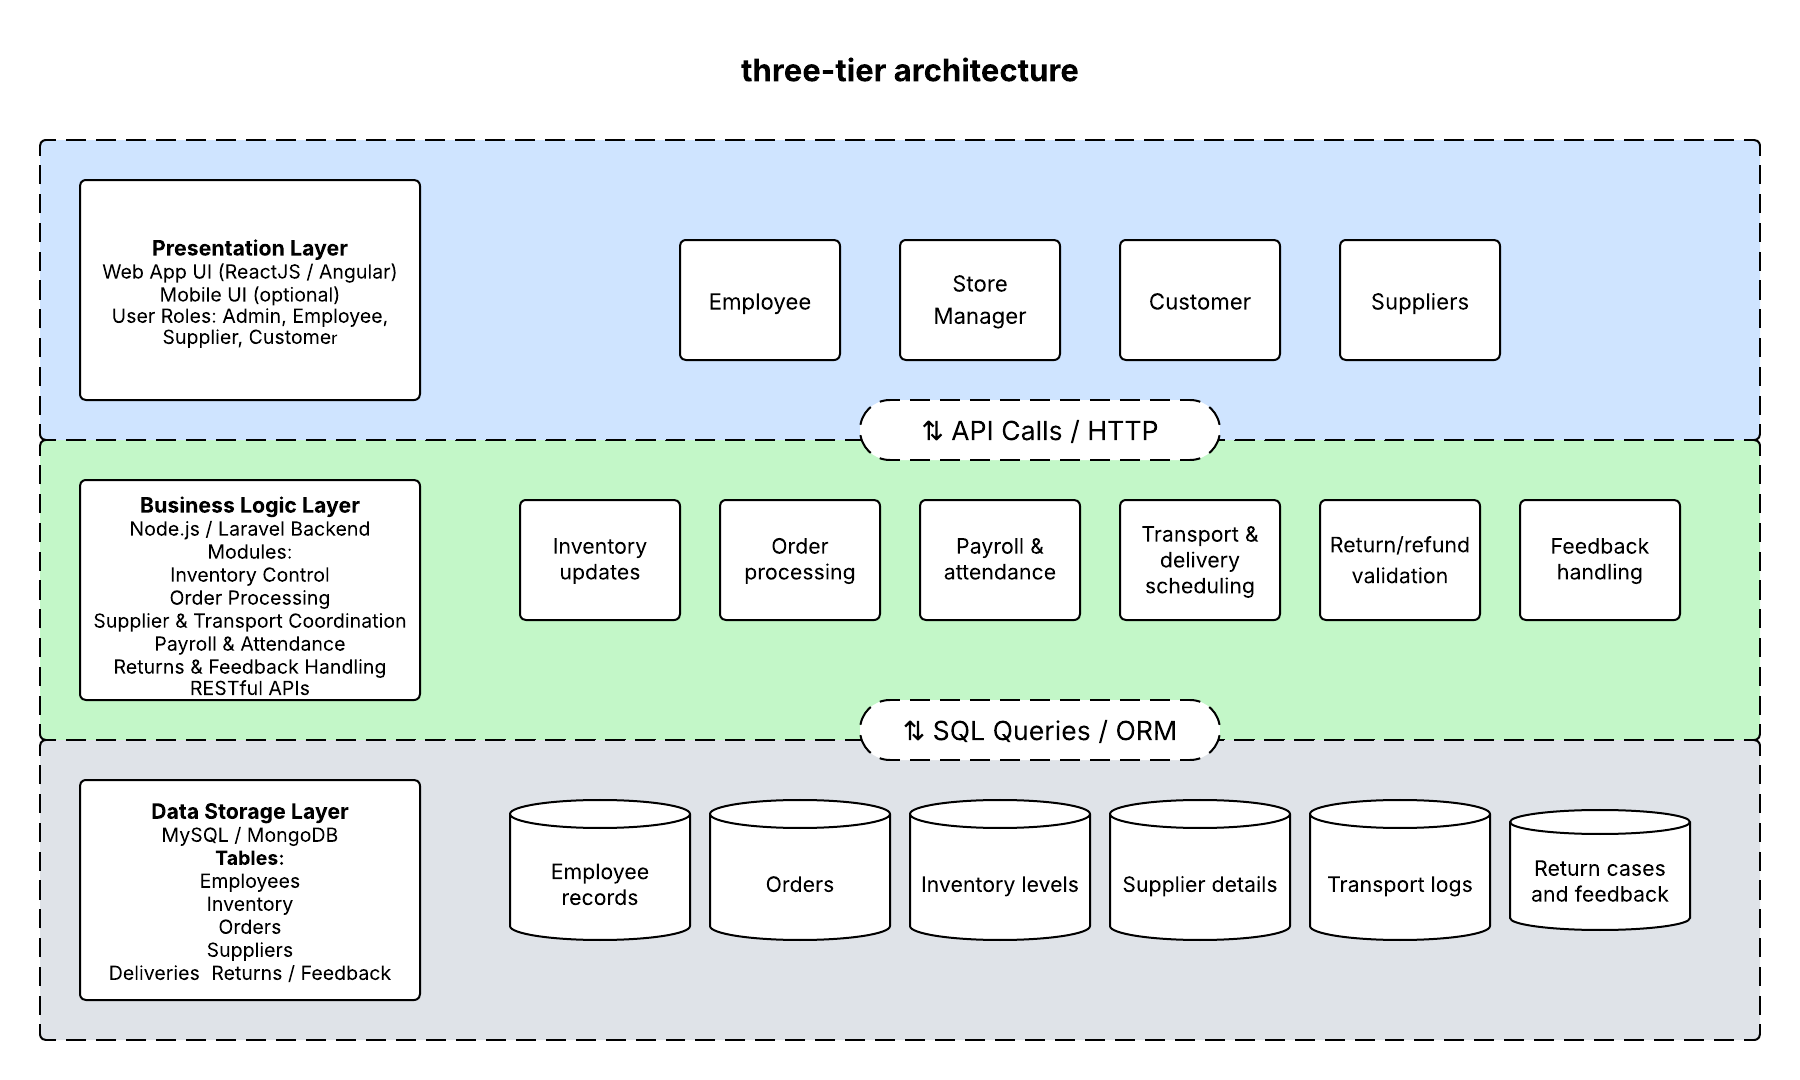 three-tier architecture
Presentation Layer
Web App UI (ReactJS / Angular)
Mobile UI (optional)
User Roles: Admin, Employee,
Supplier, Customer
Employee
Store
Manager
Customer
Suppliers
⇅ API Calls / HTTP
Business Logic Layer
Node.js / Laravel Backend
Modules:
Inventory Control
Order Processing
Supplier & Transport Coordination
Payroll & Attendance
Returns & Feedback Handling
RESTful APIs
Inventory
updates
Order
processing
Payroll &
attendance
Transport &
delivery
scheduling
Return/refund
validation
Feedback
handling
⇅ SQL Queries / ORM
Data Storage Layer
MySQL / MongoDB
Tables:
Employees
Inventory
Orders
Suppliers
Deliveries  Returns / Feedback
Employee
records
Orders
Inventory levels
Supplier details
Transport logs
Return cases
and feedback